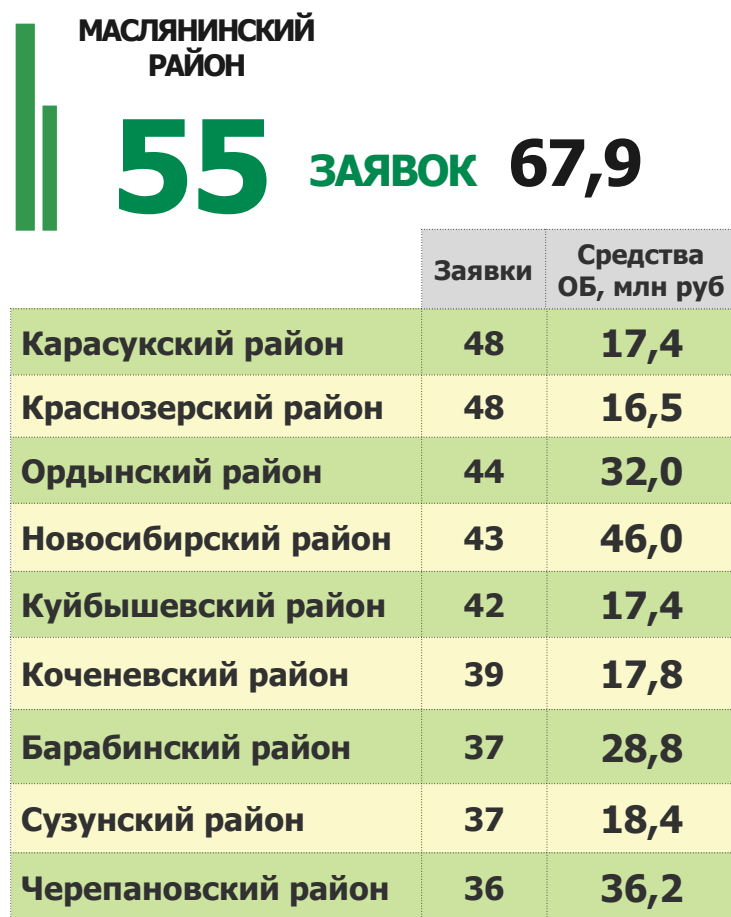 МАСЛЯНИНСКИЙ
РАЙОН
55 ЗАЯВОК 67,9
Заявки Средства
ОБ, млн руб
Карасукский район 48 17,4
Краснозерский район 48 16,5
Ордынский район 44 32,0
Новосибирский район 43 46,0
Куйбышевский район 42 17,4
Коченевский район 39 17,8
Барабинский район 37 28,8
Сузунский район 37 18,4
Черепановский район 36 36,2